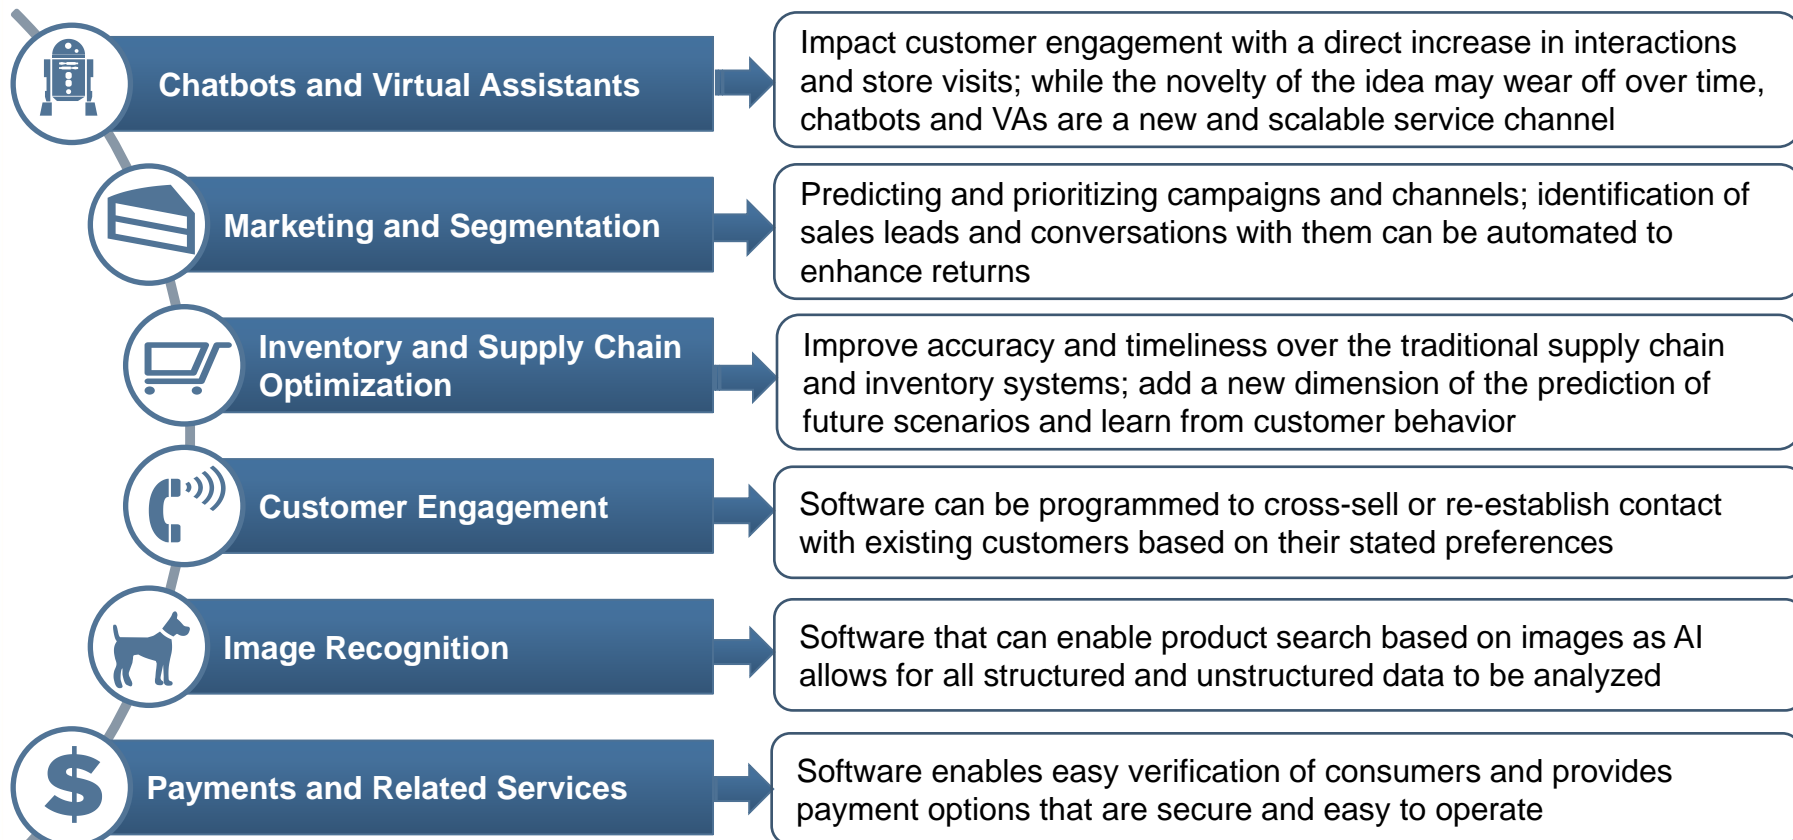 Chatbots and Virtual Assistants
Impact customer engagement with a direct increase in interactions
and store visits; while the novelty of the idea may wear off over time,
chatbots and VAs are a new and scalable service channel
Marketing and Segmentation
Predicting and prioritizing campaigns and channels; identification of
sales leads and conversations with them can be automated to
enhance returns
Inventory and Supply Chain
Optimization
Improve accuracy and timeliness over the traditional supply chain
and inventory systems; add a new dimension of the prediction of
future scenarios and learn from customer behavior
Customer Engagement
Software can be programmed to cross-sell or re-establish contact
with existing customers based on their stated preferences
Image Recognition
Software that can enable product search based on images as AI
allows for all structured and unstructured data to be analyzed
$
Payments and Related Services
Software enables easy verification of consumers and provides
payment options that are secure and easy to operate